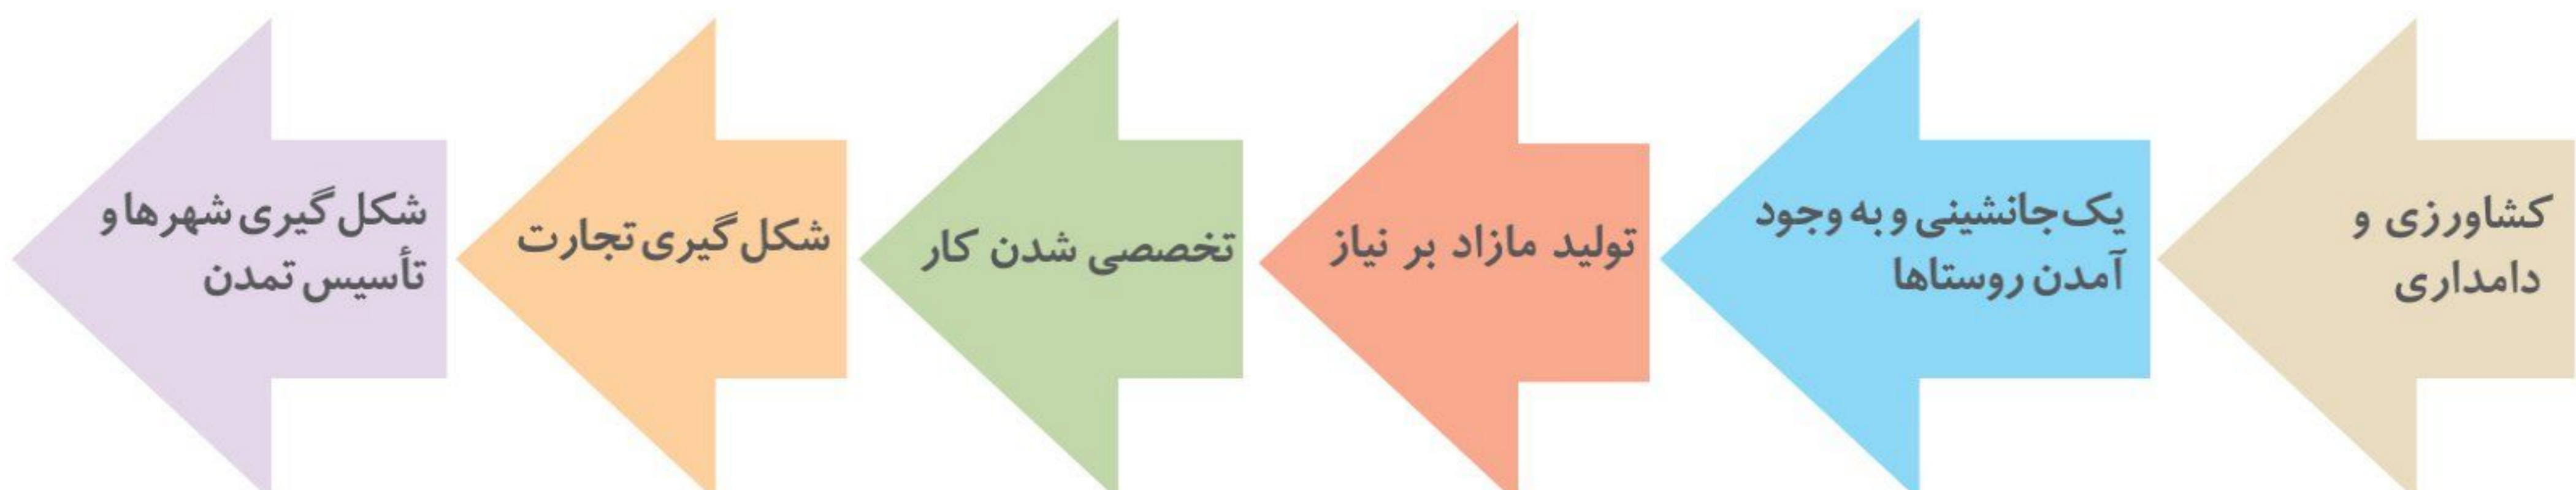 کشاورزی و
دامداری
یک‌جانشینی و به وجود
آمدن روستاها
تولید مازاد بر نیاز
تخصصی شدن کار
شکل گیری تجارت
شکل گیری شهرها و
تأسیس تمدن